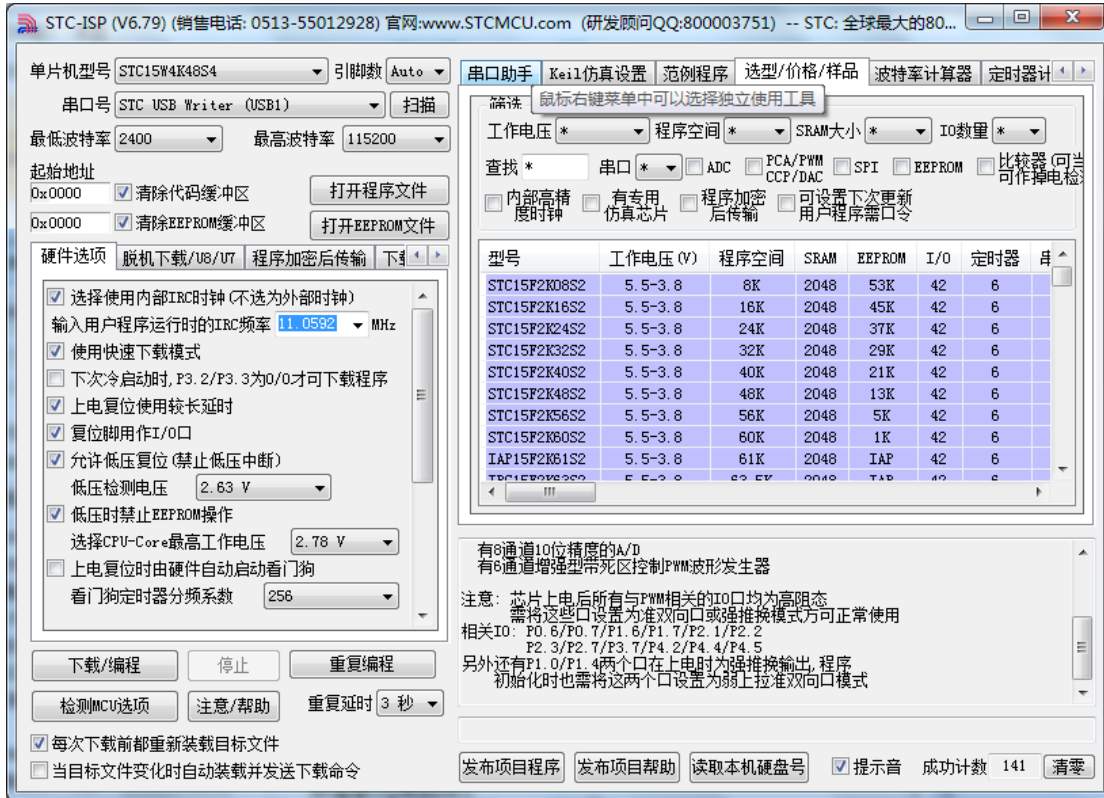 STC-ISP (V6.79) (销售电话: 0513-55012928) 官网:www.STCMCU.com (研发顾问QQ:800003751) -- STC: 全球最大的80...
单片机型号 STC15W4K48S4 引脚数 Auto
串口号 STC USB Writer (USB1) 扫描
最低波特率 2400 最高波特率 115200
起始地址
0x0000 清除代码缓冲区 打开程序文件
0x0000 清除EEPROM缓冲区 打开EEPROM文件
硬件选项 脱机下载/U8/U7 程序加密后传输
选择使用内部IRC时钟(不选为外部时钟)
输入用户程序运行时的IRC频率 11.0592 MHz
使用快速下载模式
下次冷启动时,P3.2/P3.3为0/0才可下载程序
上电复位使用较长延时
复位脚用作I/O口
允许低压复位(禁止低压中断)
低压检测电压 2.63 V
低压时禁止EEPROM操作
选择CPU-Core最高工作电压 2.78 V
上电复位时由硬件自动启动看门狗
看门狗定时器分频系数 256
下载/编程 停止 重复编程
检测MCU选项 注意/帮助 重复延时 3 秒
每次下载前都重新装载目标文件
当目标文件变化时自动装载并发送下载命令
串口助手 Keil仿真设置 范例程序 选型/价格/样品 波特率计算器 定时器计
筛选 鼠标右键菜单中可以选择独立使用工具
工作电压 * 程序空间 * SRAM大小 * IO数量 *
查找 * 串口 * ADC PCA/PWM CCP/DAC SPI EEPROM 比较器(可当 可作掉电检
内部高精度时钟 有专用仿真芯片 程序加密后传输 可设置下次更新用户程序需口令
型号 工作电压(V) 程序空间 SRAM EEPROM I/O 定时器
STC15F2K08S2 5.5-3.8 8K 2048 53K 42 6
STC15F2K16S2 5.5-3.8 16K 2048 45K 42 6
STC15F2K24S2 5.5-3.8 24K 2048 37K 42 6
STC15F2K32S2 5.5-3.8 32K 2048 29K 42 6
STC15F2K40S2 5.5-3.8 40K 2048 21K 42 6
STC15F2K48S2 5.5-3.8 48K 2048 13K 42 6
STC15F2K56S2 5.5-3.8 56K 2048 5K 42 6
STC15F2K60S2 5.5-3.8 60K 2048 1K 42 6
IAP15F2K61S2 5.5-3.8 61K 2048 IAP 42 6
有8通道10位精度的A/D
有6通道增强型带死区控制PWM波形发生器
注意: 芯片上电后所有与PWM相关的IO口均为高阻态
需将这些口设置为准双向口或强推挽模式方可正常使用
相关IO: P0.6/P0.7/P1.6/P1.7/P2.1/P2.2
P2.3/P2.7/P3.7/P4.2/P4.4/P4.5
另外还有P1.0/P1.4两个口在上电时为强推挽输出,程序
初始化时也需将这两个口设置为弱上拉准双向口模式
发布项目程序 发布项目帮助 读取本机硬盘号 提示音 成功计数 141 清零